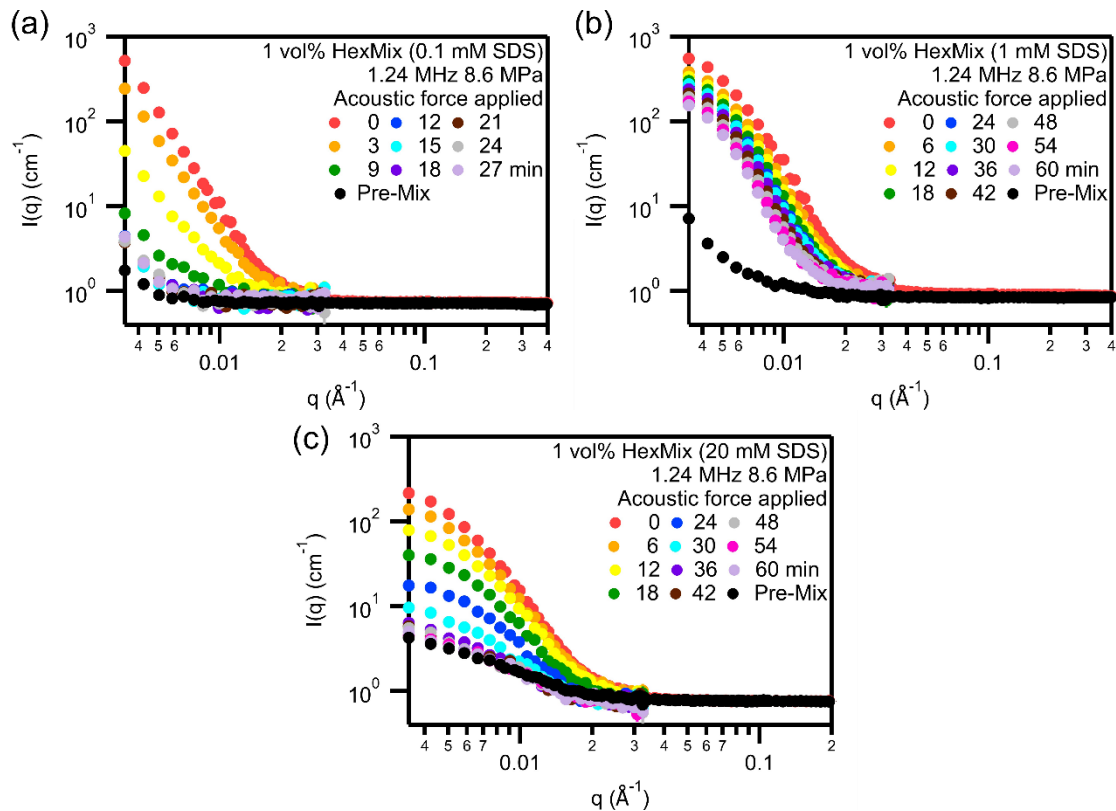 (a)
10³
10²
10¹
10⁰
I(q) (cm⁻¹)
1 vol% HexMix (0.1 mM SDS)
1.24 MHz 8.6 MPa
Acoustic force applied
0 12 21
3 15 24
9 18 27 min
Pre-Mix
4 5 6 0.01 2 3 4 5 6 0.1 2 3 4
q (Å⁻¹)
(b)
10³
10²
10¹
10⁰
I(q) (cm⁻¹)
1 vol% HexMix (1 mM SDS)
1.24 MHz 8.6 MPa
Acoustic force applied
0 24 48
6 30 54
12 36 60 min
18 42
Pre-Mix
4 5 6 0.01 2 3 4 5 6 0.1 2 3 4
q (Å⁻¹)
(c)
10³
10²
10¹
10⁰
I(q) (cm⁻¹)
1 vol% HexMix (20 mM SDS)
1.24 MHz 8.6 MPa
Acoustic force applied
0 24 48
6 30 54
12 36 60 min
18 42 Pre-Mix
4 5 6 7 0.01 2 3 4 5 6 7 0.1 2
q (Å⁻¹)